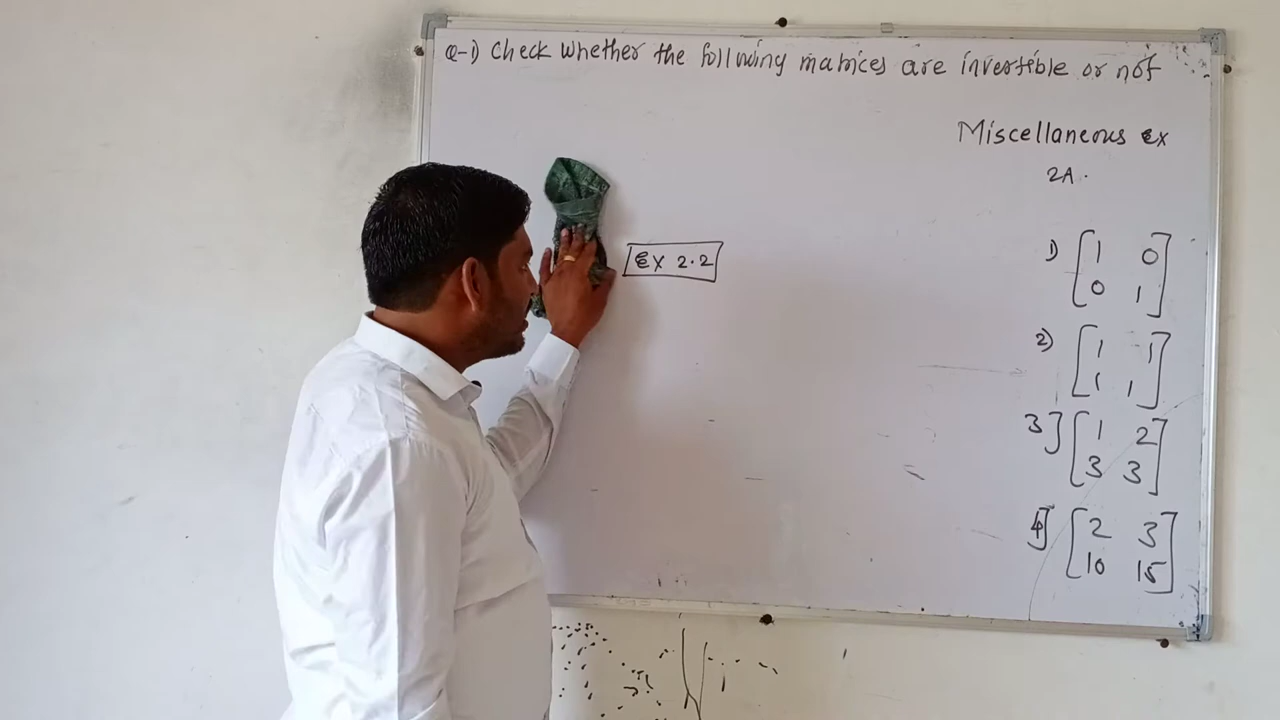 Q-1) Check Whether the following matrices are invertible or not
Miscellaneous Ex
2A.
Ex 2.2
1) [1 0
0 1]
2) [1 1
1 1]
3] [1 2
3 3]
4] [2 3
10 15]